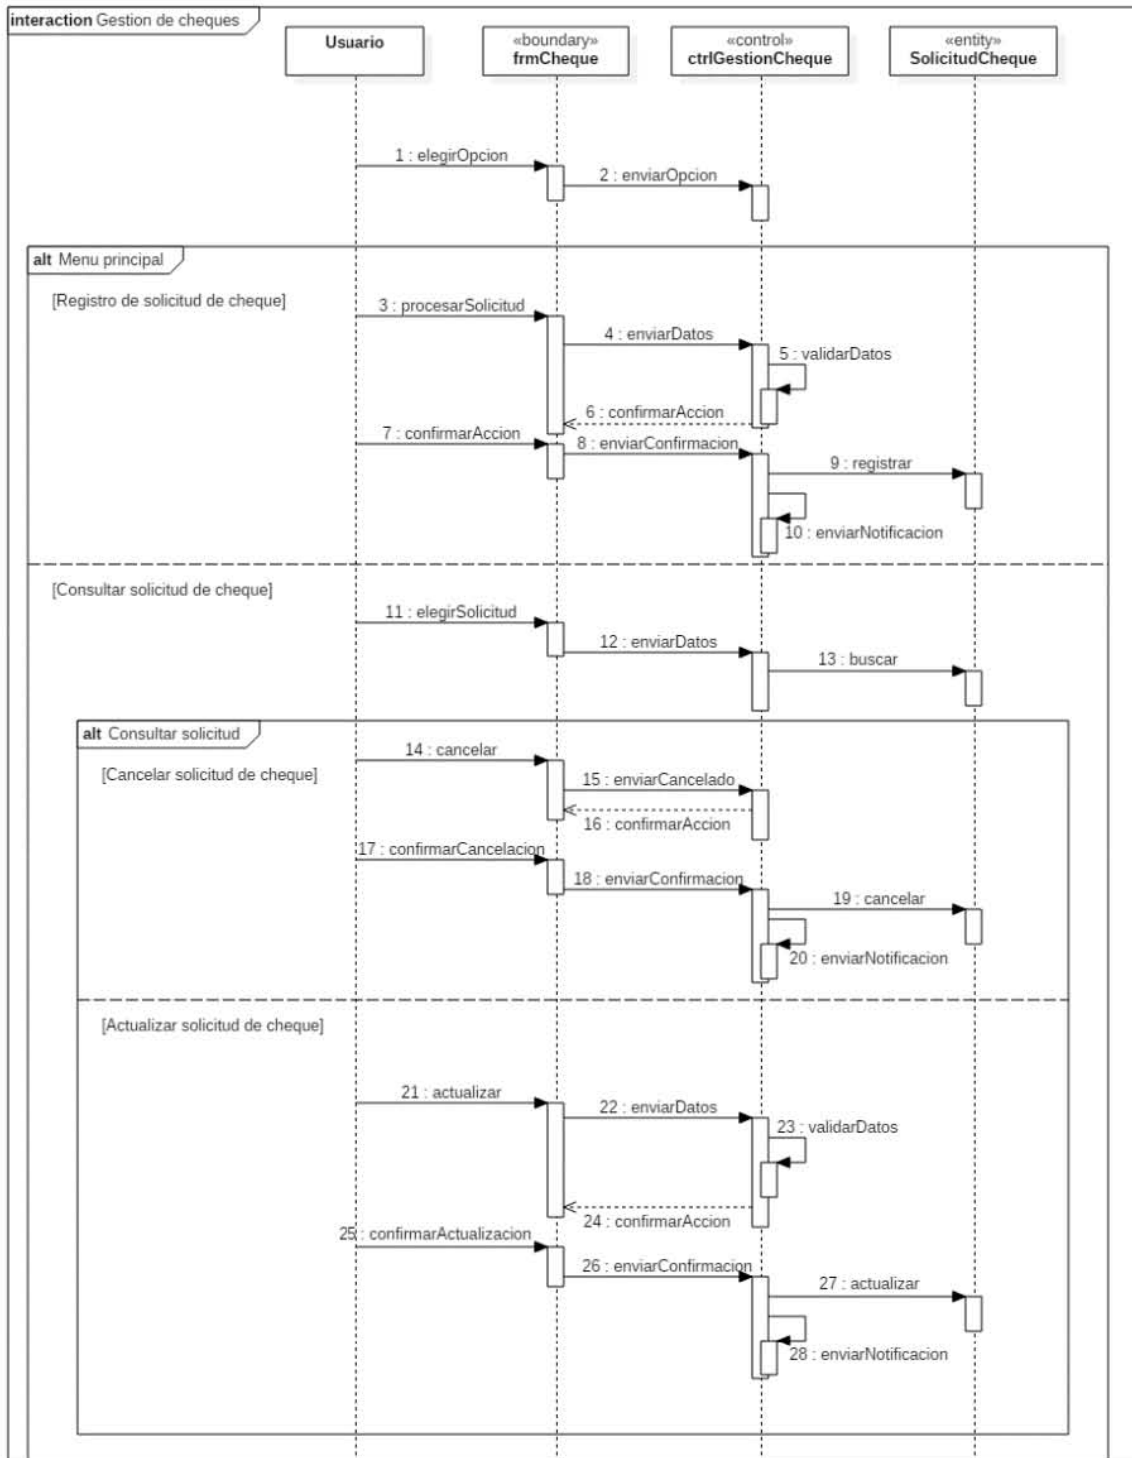 interaction Gestion de cheques
Usuario
«boundary»
frmCheque
«control»
ctrlGestionCheque
«entity»
SolicitudCheque
1 : elegirOpcion
2 : enviarOpcion
alt Menu principal
[Registro de solicitud de cheque]
3 : procesarSolicitud
4 : enviarDatos
5 : validarDatos
6 : confirmarAccion
7 : confirmarAccion
8 : enviarConfirmacion
9 : registrar
10 : enviarNotificacion
[Consultar solicitud de cheque]
11 : elegirSolicitud
12 : enviarDatos
13 : buscar
alt Consultar solicitud
14 : cancelar
[Cancelar solicitud de cheque]
15 : enviarCancelado
16 : confirmarAccion
17 : confirmarCancelacion
18 : enviarConfirmacion
19 : cancelar
20 : enviarNotificacion
[Actualizar solicitud de cheque]
21 : actualizar
22 : enviarDatos
23 : validarDatos
24 : confirmarAccion
25 : confirmarActualizacion
26 : enviarConfirmacion
27 : actualizar
28 : enviarNotificacion